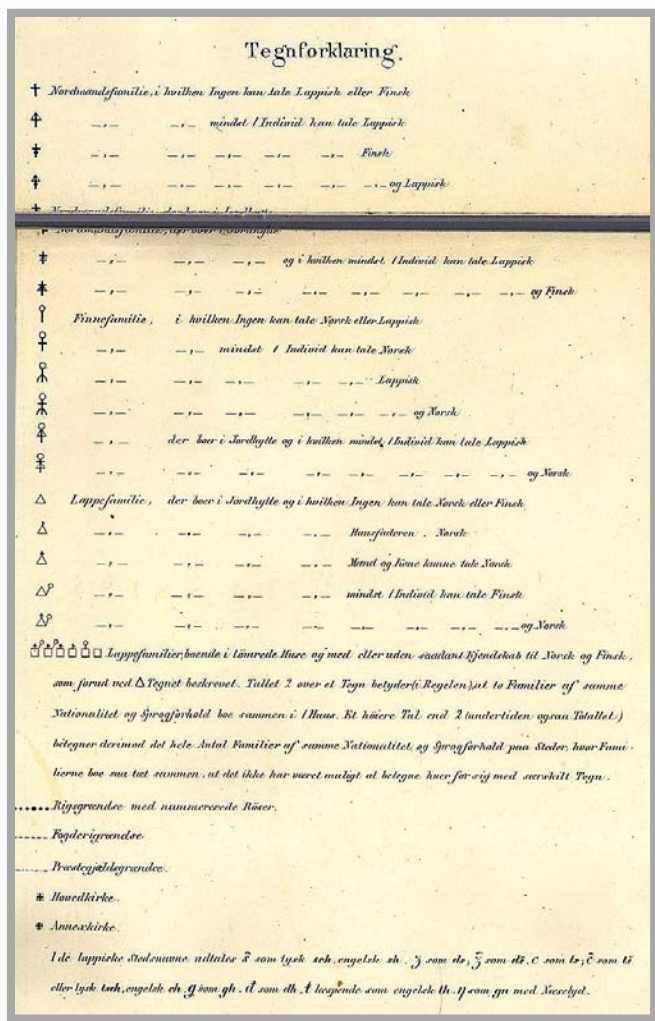 Tegnforklaring.
Nordmandsfamilie, i hvilken Ingen kan tale Lappisk eller Finsk
—„— —„— mindst 1 Individ kan tale Lappisk
—„— —„— —„— —„— —„— Finsk
—„— —„— —„— —„— —„— —„— og Lappisk
Nordmandsfamilie, der boer i Jordhytte
—„— —„— —„— og i hvilken mindst 1 Individ kan tale Lappisk
—„— —„— —„— —„— —„— —„— —„— —„— og Finsk
Finnefamilie, i hvilken Ingen kan tale Norsk eller Lappisk
—„— —„— mindst 1 Individ kan tale Norsk
—„— —„— —„— —„— —„— Lappisk
—„— —„— —„— —„— —„— —„— og Norsk
—„— der boer i Jordhytte og i hvilken mindst 1 Individ kan tale Lappisk
—„— —„— —„— —„— —„— —„— —„— —„— og Norsk
Lappefamilie, der boer i Jordhytte og i hvilken Ingen kan tale Norsk eller Finsk
—„— —„— —„— —„— Huusfaderen „ Norsk
—„— —„— —„— —„— Mand og Kone kunne tale Norsk
—„— —„— —„— —„— mindst 1 Individ kan tale Finsk
—„— —„— —„— —„— —„— —„— —„— —„— og Norsk
Lappefamilier, boende i tömrede Huse og med eller uden saadant Kjendskab til Norsk og Finsk,
som forud ved △ Tegnet beskrevet. Tallet 2 over et Tegn betyder (i Regelen), at to Familier af samme
Nationalitet og Sprogforhold boe sammen i 1 Huus. Et höiere Tal end 2 (undertiden ogsaa Totallet)
betegner derimod det hele Antal Familier af samme Nationalitet og Sprogforhold paa Steder, hvor Fami-
lierne boe saa tæt sammen, at det ikke har været muligt at betegne hver for sig med særskilt Tegn.
Rigsgrændse med nummererede Röser.
Fogderigrændse
Præstegjældsgrændse.
Hovedkirke.
Annexkirke.
I de lappiske Stedsnavne udtales s̄ som tysk sch, engelsk sh, ʒ som ds, ʒ̄ som ds̄, c som ts, c̄ som ts̄
eller tysk tsch, engelsk ch, g som gh, đ som dh, ŧ læspende som engelsk th, ŋ som gn med Næselyd.